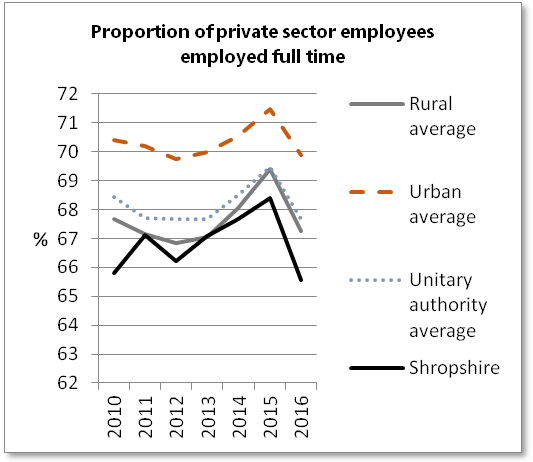 Proportion of private sector employees
employed full time
72
71
70
69
68
67
66
65
64
63
62
%
2010
2011
2012
2013
2014
2015
2016
Rural
average
Urban
average
Unitary
authority
average
Shropshire